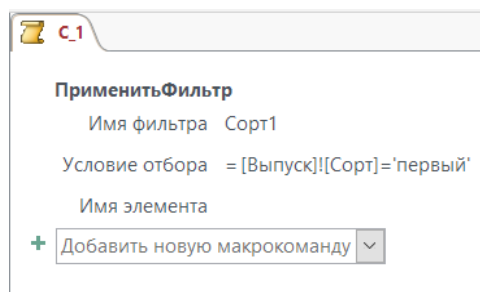 С_1
ПрименитьФильтр
Имя фильтра Сорт1
Условие отбора = [Выпуск]![Сорт]='первый'
Имя элемента
Добавить новую макрокоманду